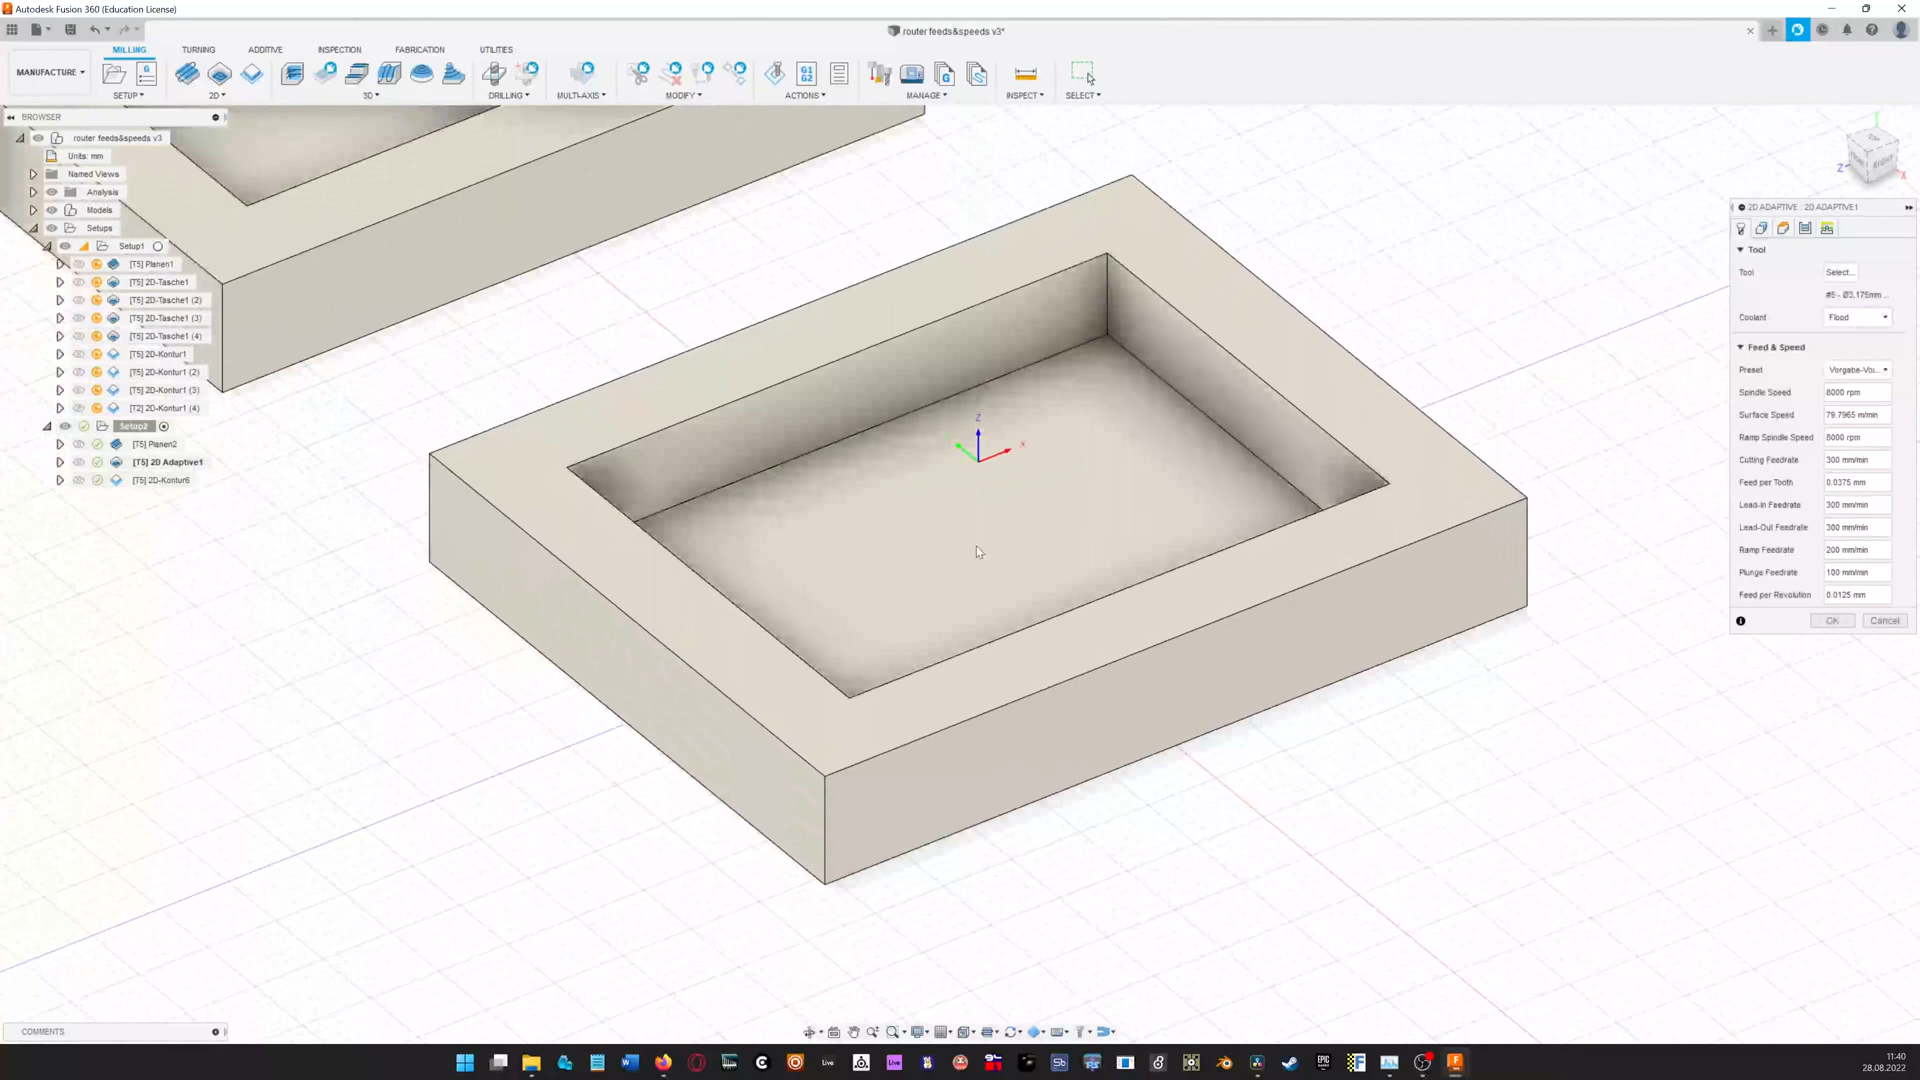 Autodesk Fusion 360 (Education License)
router feeds&speeds v3*
MILLING TURNING ADDITIVE INSPECTION FABRICATION UTILITIES
MANUFACTURE
SETUP 2D 3D DRILLING MULTI-AXIS MODIFY ACTIONS MANAGE INSPECT SELECT
BROWSER
router feeds&speeds v3
Units: mm
Named Views
Analysis
Models
Setups
Setup1
[T5] Planen1
[T5] 2D-Tasche1
[T5] 2D-Tasche1 (2)
[T5] 2D-Tasche1 (3)
[T5] 2D-Tasche1 (4)
[T5] 2D-Kontur1
[T5] 2D-Kontur1 (2)
[T5] 2D-Kontur1 (3)
[T2] 2D-Kontur1 (4)
Setup2
[T5] Planen2
[T5] 2D Adaptive1
[T5] 2D-Kontur6
Z
X
TOP
RIGHT
Z
X
2D ADAPTIVE : 2D ADAPTIVE1
Tool
Tool Select...
#5 - Ø3.175mm ...
Coolant Flood
Feed & Speed
Preset Vorgabe-Voi...
Spindle Speed 8000 rpm
Surface Speed 79.7965 m/min
Ramp Spindle Speed 8000 rpm
Cutting Feedrate 300 mm/min
Feed per Tooth 0.0375 mm
Lead-In Feedrate 300 mm/min
Lead-Out Feedrate 300 mm/min
Ramp Feedrate 200 mm/min
Plunge Feedrate 100 mm/min
Feed per Revolution 0.0125 mm
OK Cancel
COMMENTS
11:40
28.08.2022